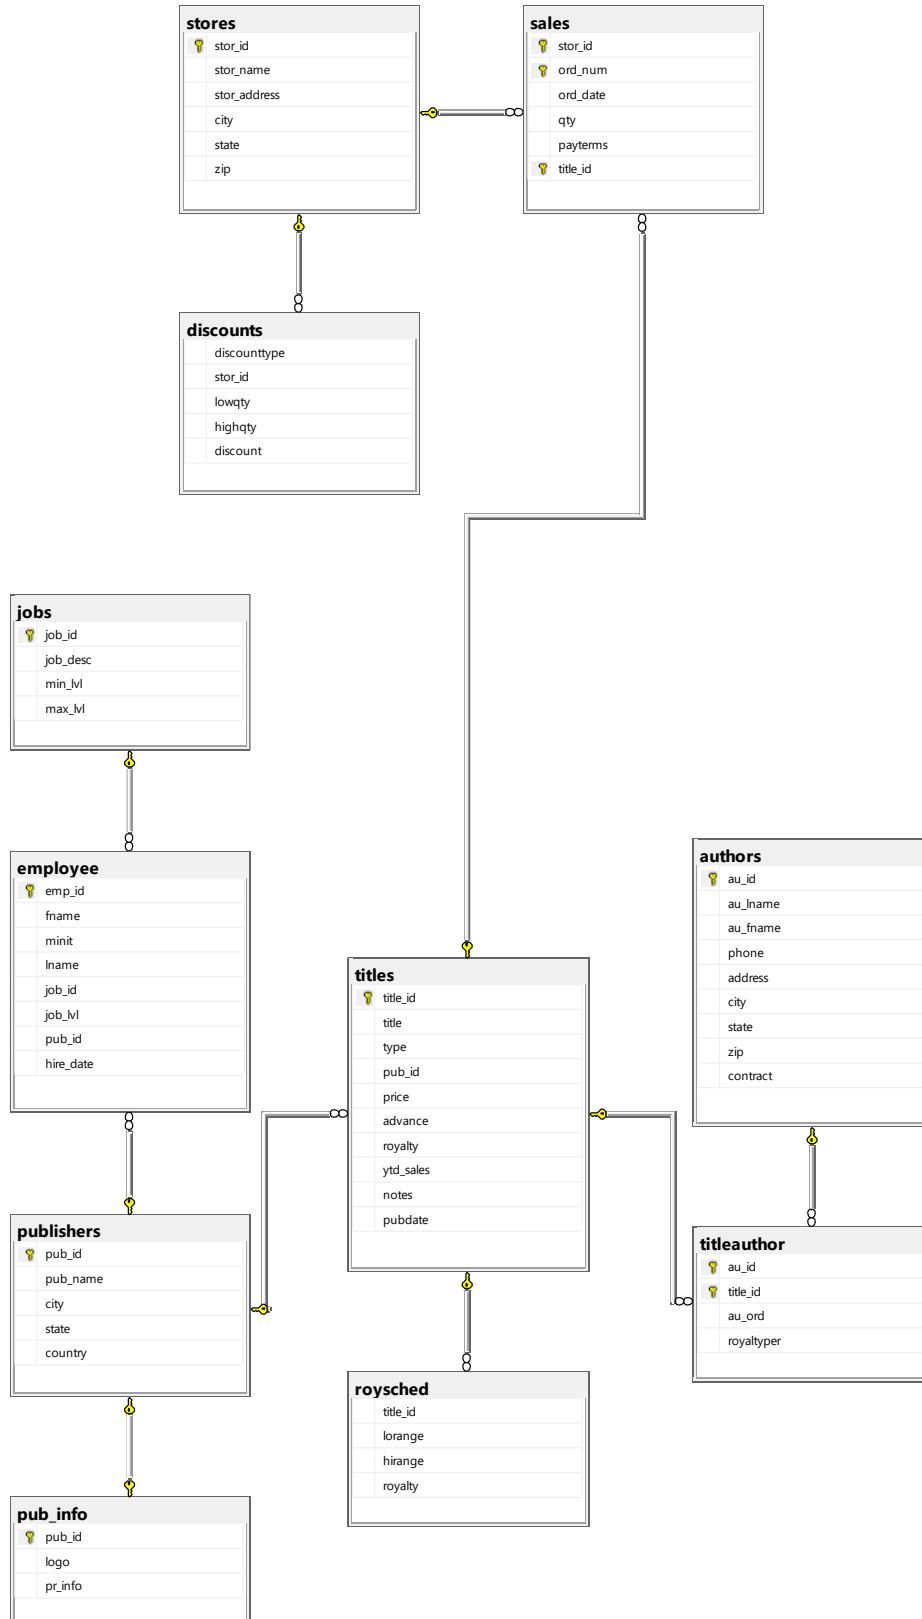 stores
stor_id
stor_name
stor_address
city
state
zip
sales
stor_id
ord_num
ord_date
qty
payterms
title_id
discounts
discounttype
stor_id
lowqty
highqty
discount
jobs
job_id
job_desc
min_lvl
max_lvl
employee
emp_id
fname
minit
lname
job_id
job_lvl
pub_id
hire_date
authors
au_id
au_lname
au_fname
phone
address
city
state
zip
contract
titles
title_id
title
type
pub_id
price
advance
royalty
ytd_sales
notes
pubdate
publishers
pub_id
pub_name
city
state
country
titleauthor
au_id
title_id
au_ord
royaltyper
roysched
title_id
lorange
hirange
royalty
pub_info
pub_id
logo
pr_info